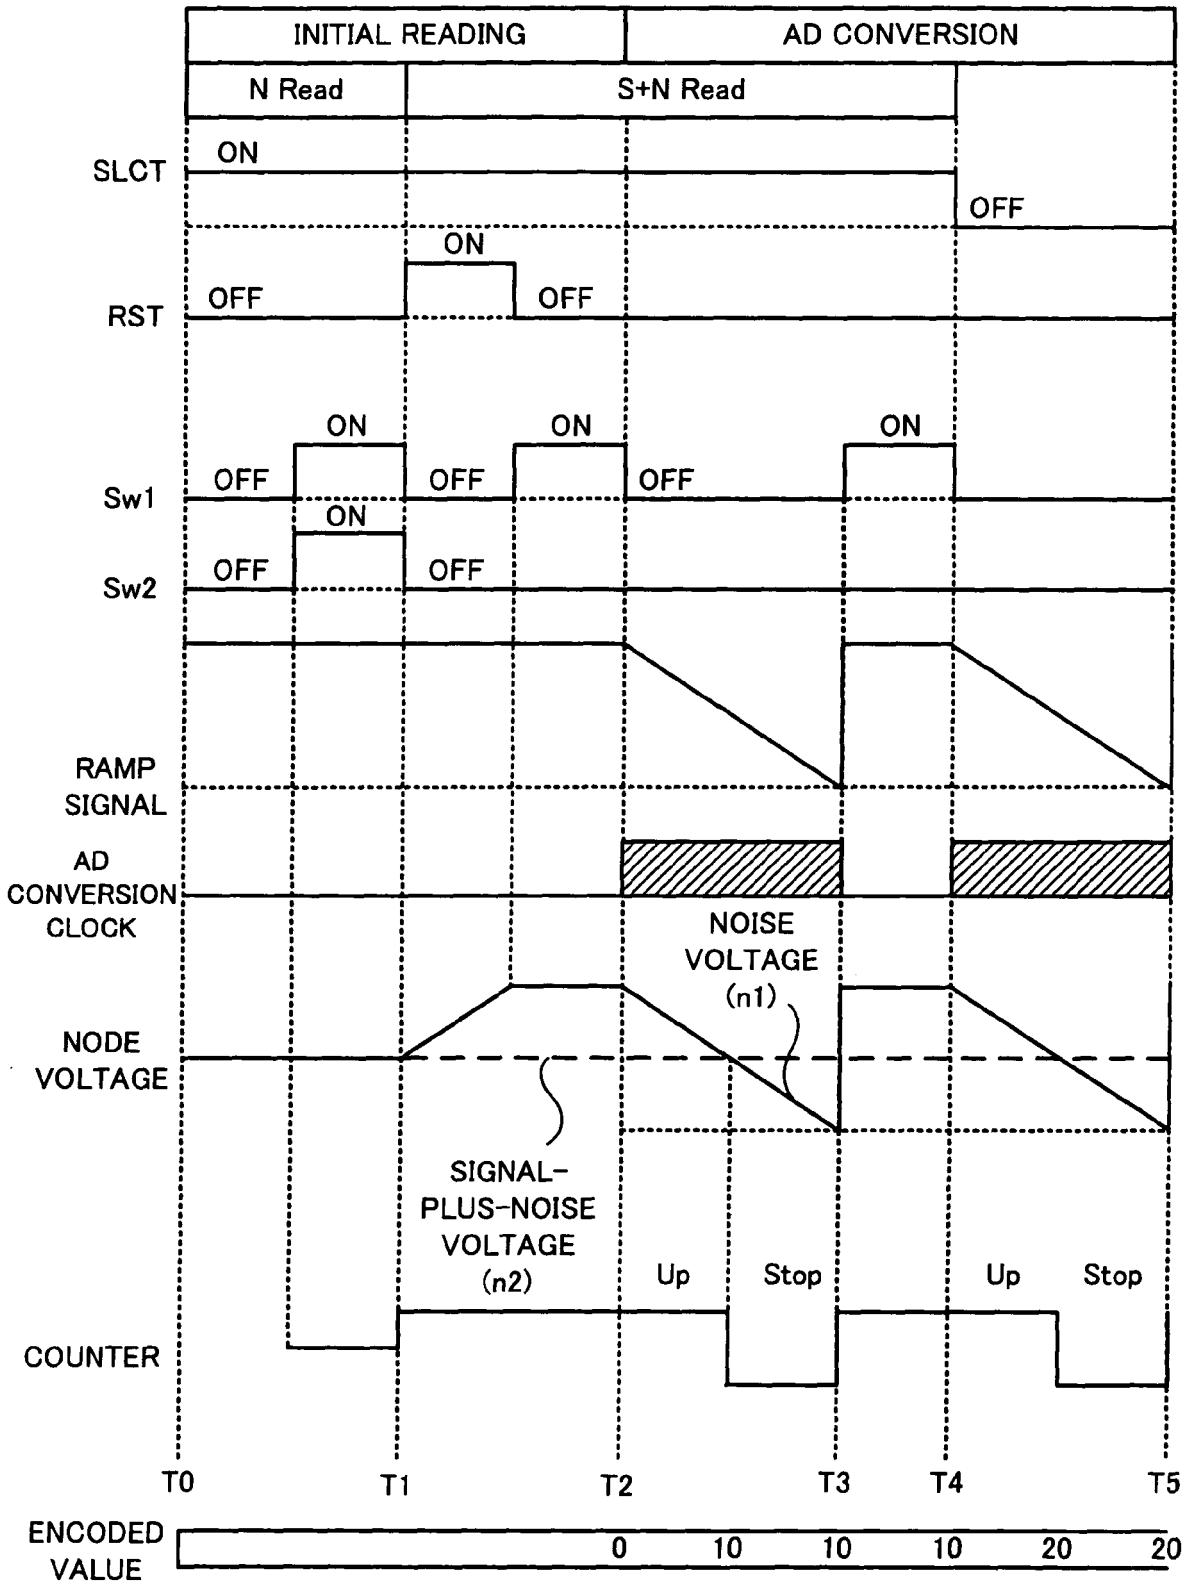 INITIAL READING
AD CONVERSION
N Read
S+N Read
SLCT
ON
OFF
RST
OFF
ON
OFF
Sw1
OFF
ON
OFF
ON
OFF
ON
Sw2
OFF
ON
OFF
RAMP
SIGNAL
AD
CONVERSION
CLOCK
NOISE
VOLTAGE
(n1)
NODE
VOLTAGE
SIGNAL-
PLUS-NOISE
VOLTAGE
(n2)
Up
Stop
Up
Stop
COUNTER
T0
T1
T2
T3
T4
T5
ENCODED
VALUE
0
10
10
10
20
20